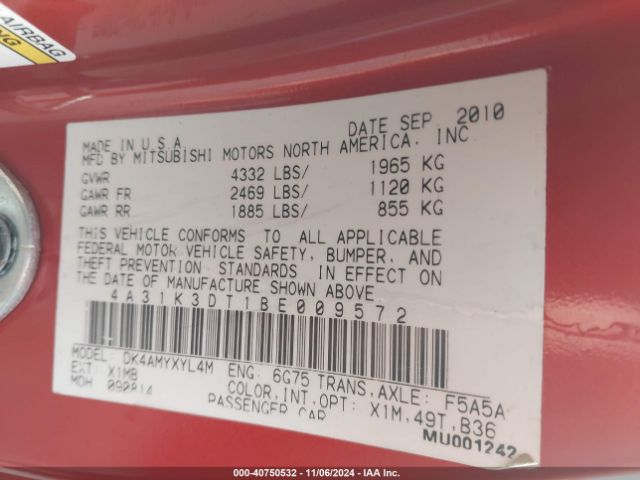 AIRBAG
NG
DATE SEP 2010
MADE IN U.S.A.
MFD BY MITSUBISHI MOTORS NORTH AMERICA, INC.
GVWR 4332 LBS/ 1965 KG
GAWR FR 2469 LBS/ 1120 KG
GAWR RR 1885 LBS/ 855 KG
THIS VEHICLE CONFORMS TO ALL APPLICABLE
FEDERAL MOTOR VEHICLE SAFETY, BUMPER, AND
THEFT PREVENTION STANDARDS IN EFFECT ON
THE DATE OF MANUFACTURE SHOWN ABOVE
4A31K3DT1BE009572
MODEL: DK4AMYXYL4M ENG: 6G75 TRANS,AXLE: F5A5A
EXT: X1MB COLOR,INT,OPT: X1M,49T,B36
MDH 090814 PASSENGER CAR
MU001242
000-40750532 - 11/06/2024 - IAA, Inc.